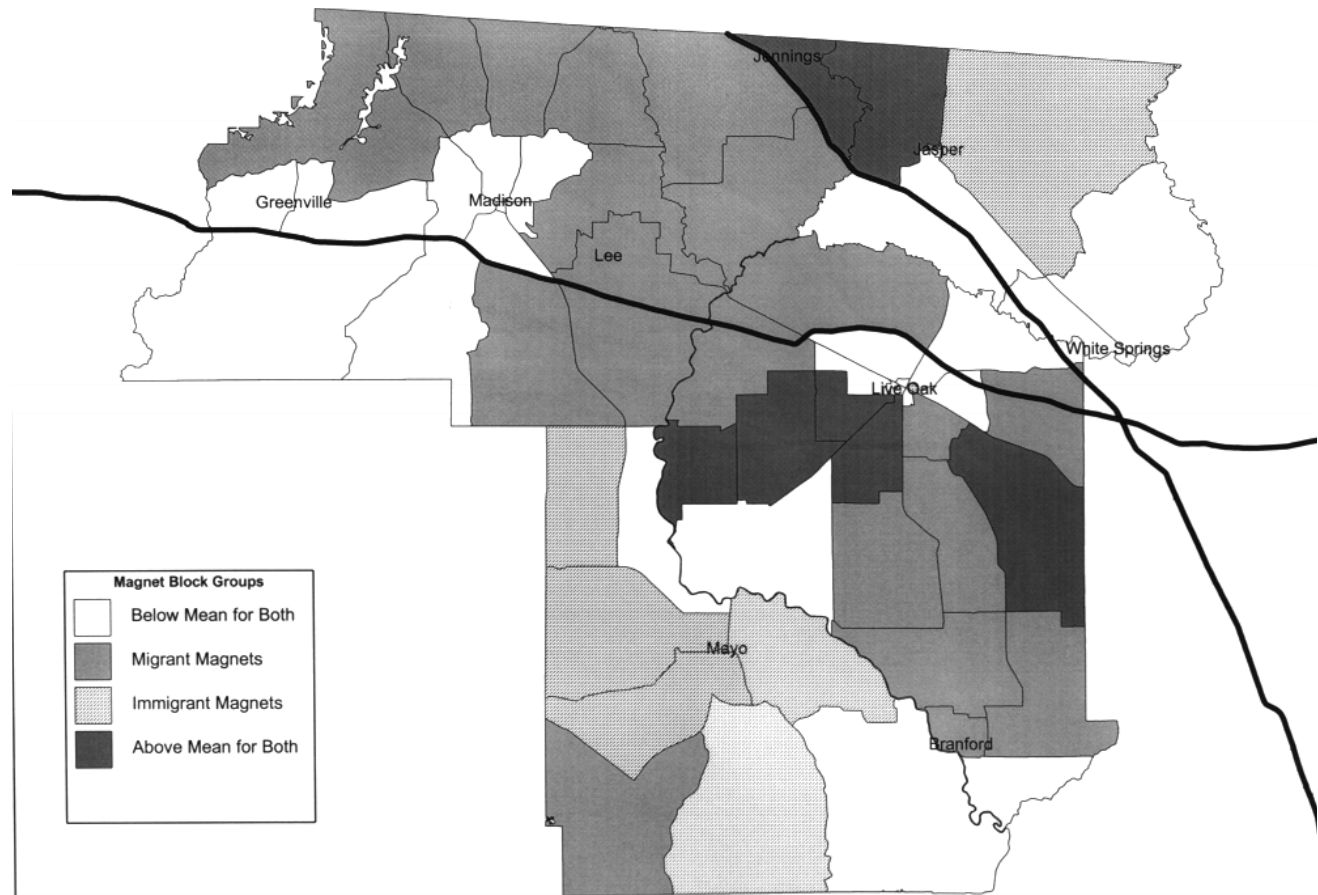 Jennings
Jasper
Greenville
Madison
Lee
White Springs
Live Oak
Magnet Block Groups
Below Mean for Both
Migrant Magnets
Immigrant Magnets
Above Mean for Both
Mayo
Branford